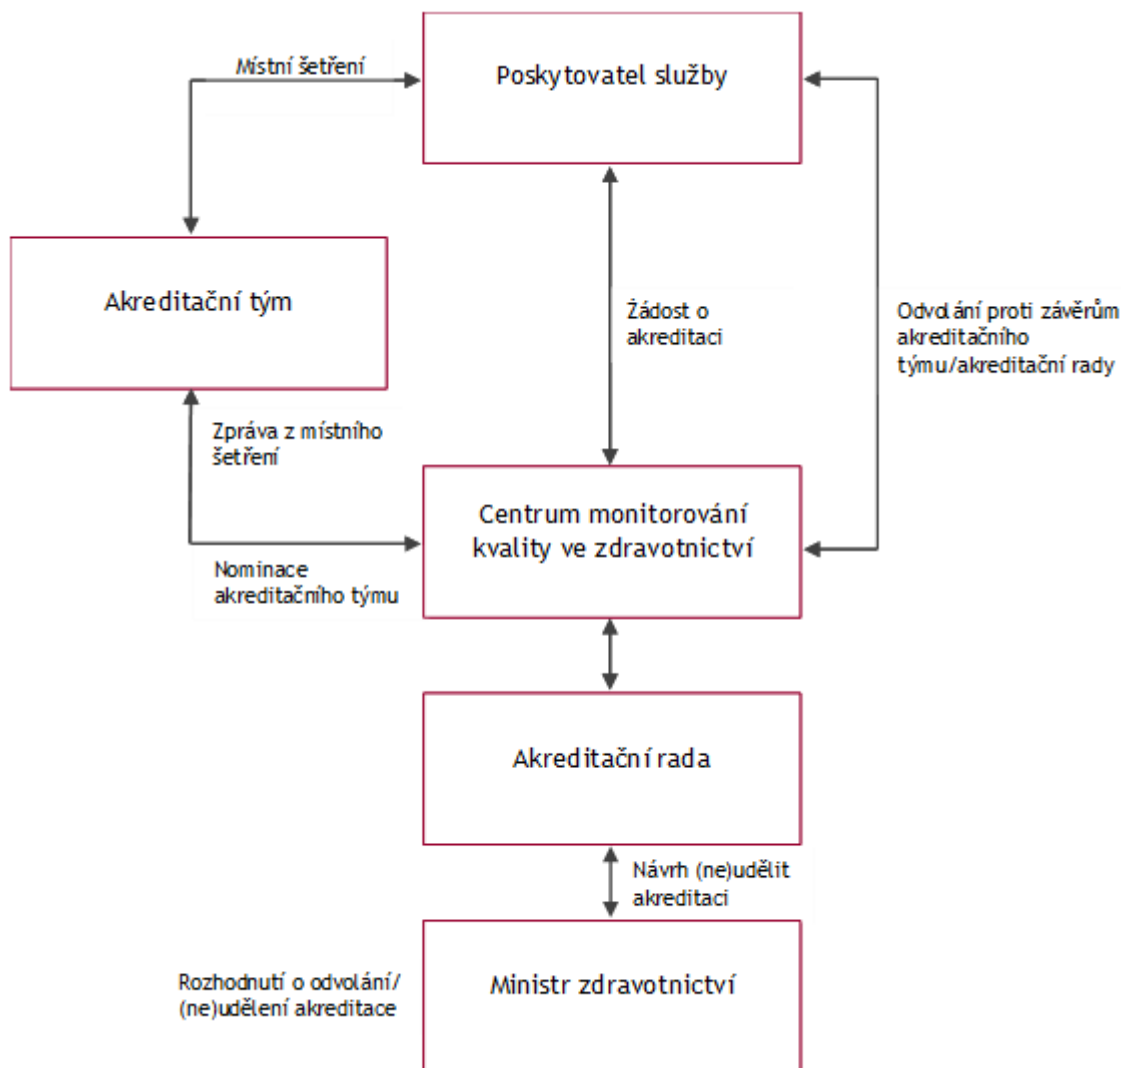 Místní šetření
Poskytovatel služby
Akreditační tým
Žádost o
akreditaci
Odvolání proti závěrům
akreditačního
týmu/akreditační rady
Zpráva z místního
šetření
Centrum monitorování
kvality ve zdravotnictví
Nominace
akreditačního týmu
Akreditační rada
Návrh (ne)udělit
akreditaci
Rozhodnutí o odvolání/
(ne)udělení akreditace
Ministr zdravotnictví